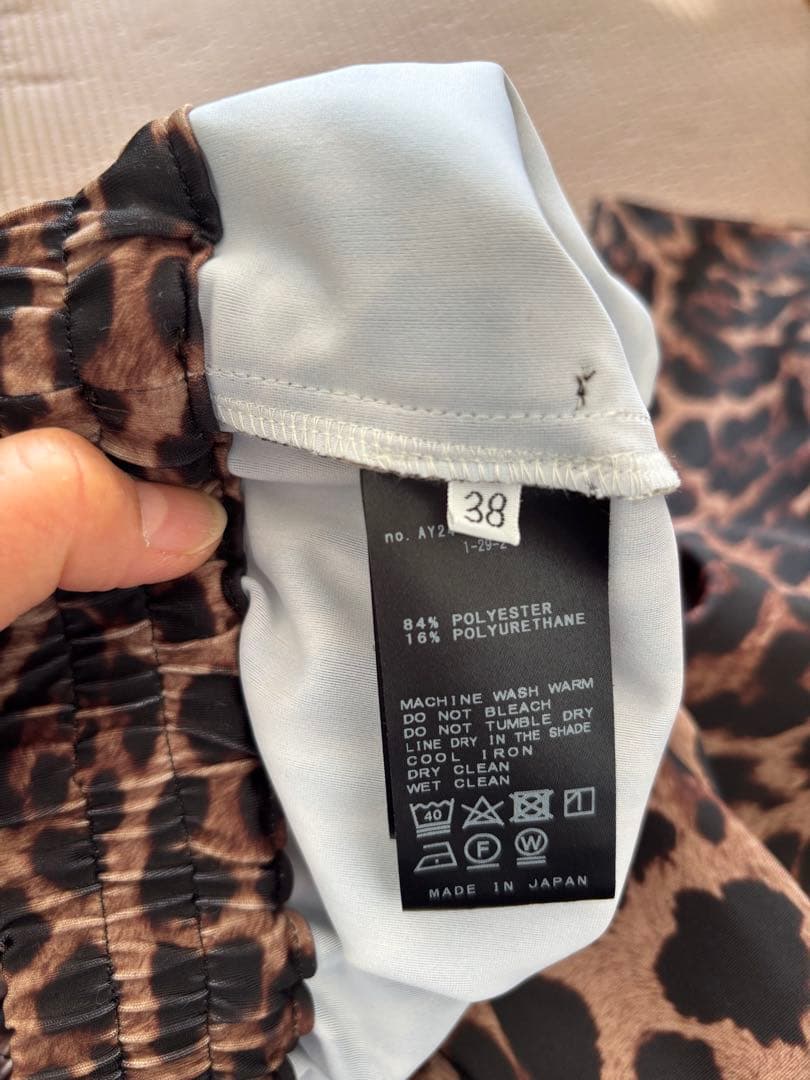 38
no. AY24
1-29-2
84% POLYESTER
16% POLYURETHANE
MACHINE WASH WARM
DO NOT BLEACH
DO NOT TUMBLE DRY
LINE DRY IN THE SHADE
COOL IRON
DRY CLEAN
WET CLEAN
40
F W
MADE IN JAPAN